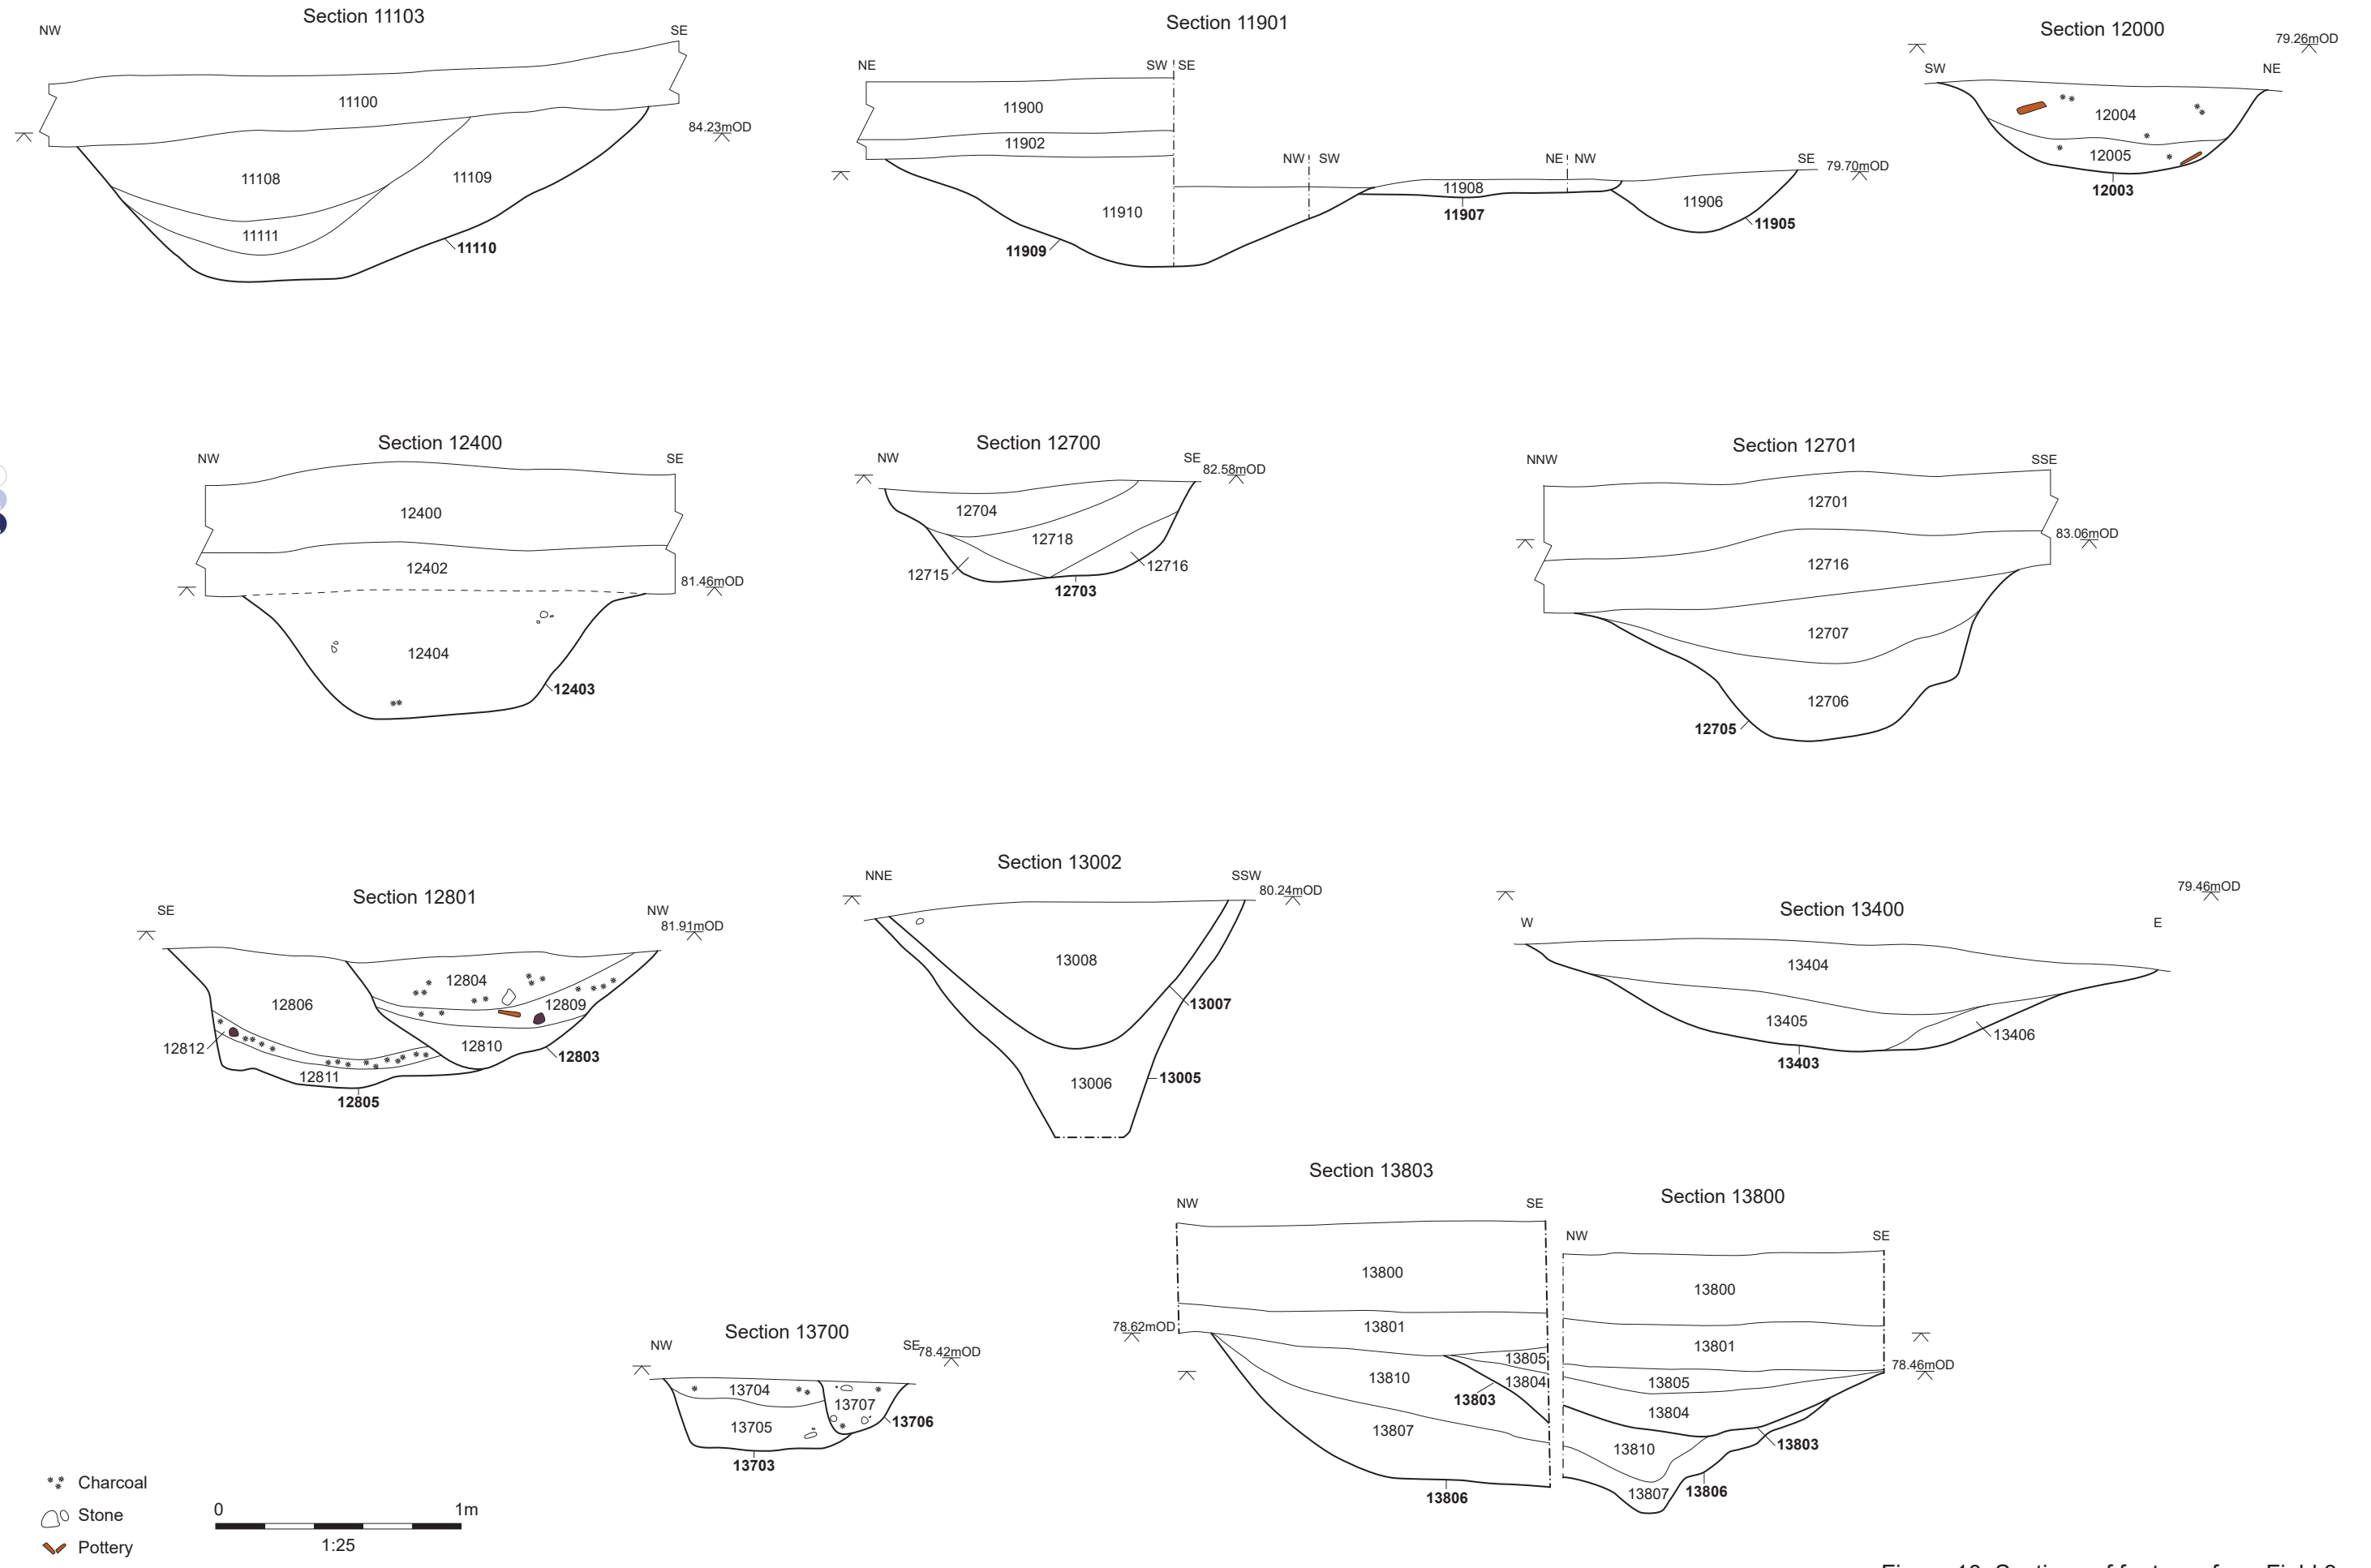 Section 11103
NW
SE
11100
84.23mOD
11108
11109
11111
11110
Section 11901
NE
SW
SE
11900
11902
NW
SW
NE
NW
SE
79.70mOD
11908
11910
11907
11906
11905
11909
Section 12000
79.26mOD
SW
NE
12004
12005
12003
Section 12400
NW
SE
12400
12402
81.46mOD
12404
12403
Section 12700
NW
SE
82.58mOD
12704
12718
12715
12716
12703
Section 12701
NNW
SSE
12701
83.06mOD
12716
12707
12706
12705
Section 12801
SE
NW
81.91mOD
12804
12806
12809
12812
12810
12803
12811
12805
Section 13002
NNE
SSW
80.24mOD
13008
13007
13006
13005
Section 13400
79.46mOD
W
E
13404
13405
13406
13403
Section 13700
NW
SE
78.42mOD
13704
13707
13705
13706
13703
Section 13803
NW
SE
13800
78.62mOD
13801
13805
13810
13804
13803
13807
13806
Section 13800
NW
SE
13800
13801
78.46mOD
13805
13804
13810
13803
13807
13806
Charcoal
Stone
Pottery
0
1m
1:25